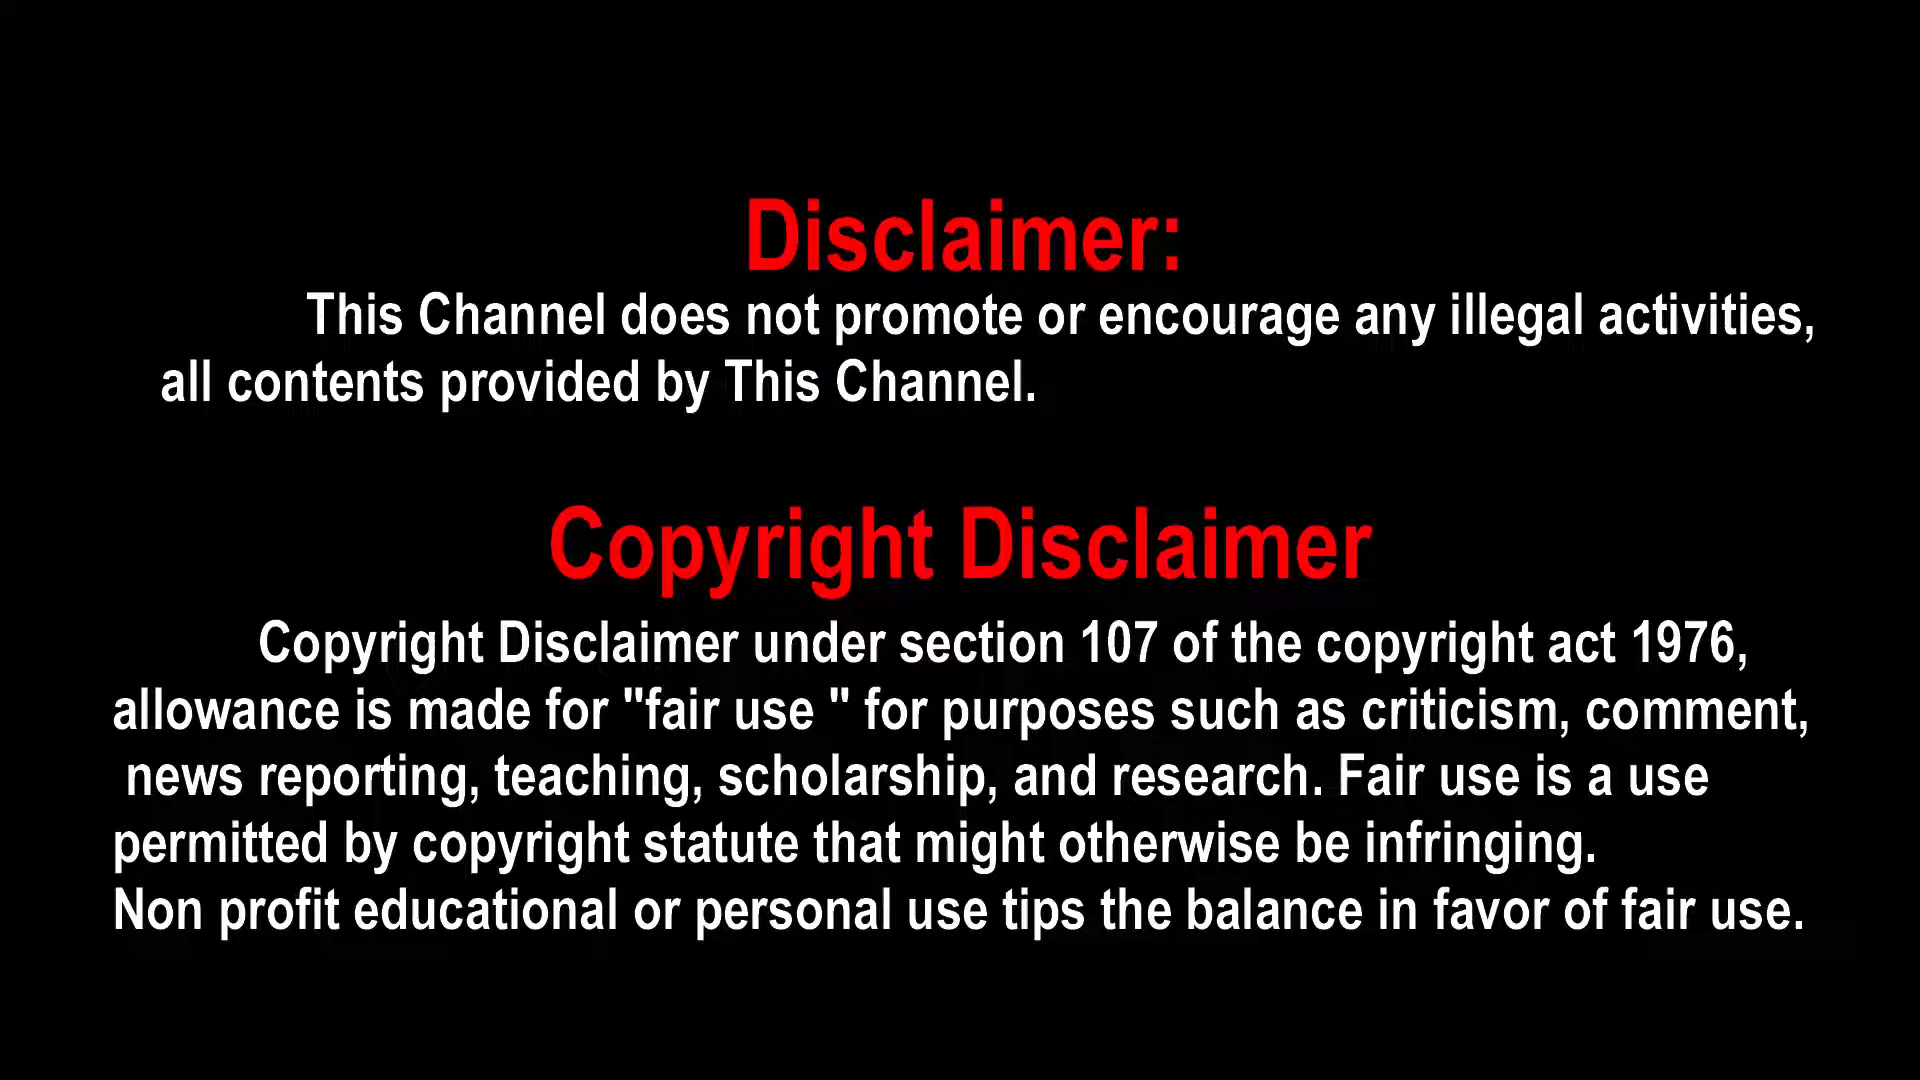 Disclaimer:
This Channel does not promote or encourage any illegal activities,
all contents provided by This Channel.
Copyright Disclaimer
Copyright Disclaimer under section 107 of the copyright act 1976,
allowance is made for "fair use " for purposes such as criticism, comment,
news reporting, teaching, scholarship, and research. Fair use is a use
permitted by copyright statute that might otherwise be infringing.
Non profit educational or personal use tips the balance in favor of fair use.